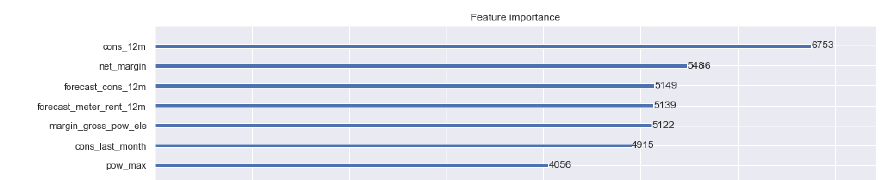 Feature importance
cons_12m 6753
net_margin 5486
forecast_cons_12m 5149
forecast_meter_rent_12m 5139
margin_gross_pow_ele 5122
cons_last_month 4915
pow_max 4056